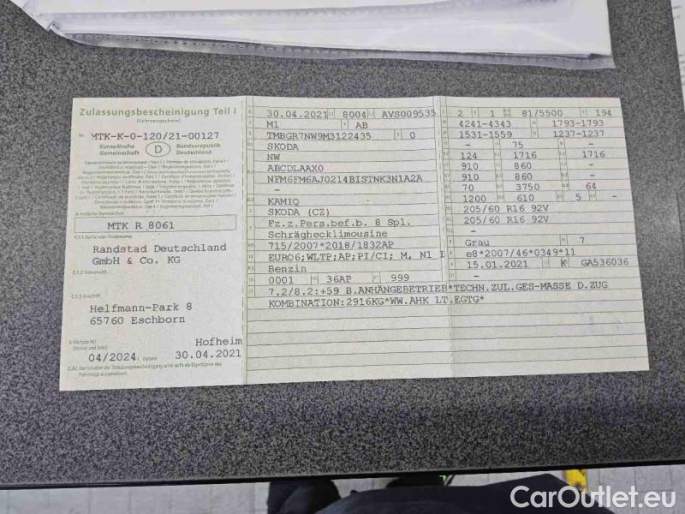 Zulassungsbescheinigung Teil I
(Fahrzeugschein)
MTK-K-0-120/21-00127
Europäische Gemeinschaft
D
Bundesrepublik Deutschland
MTK R 8061
Randstad Deutschland
GmbH & Co. KG
Helfmann-Park 8
65760 Eschborn
Hofheim
04/2024
30.04.2021
30.04.2021 8004 AVS009535
M1 AB
TMBGR7NW9M3122435 0
SKODA
NW
ABCDLAAX0
NFM6FM6AJ0214BISTNK3N1A2A
-
KAMIQ
SKODA (CZ)
Fz.z.Pers.bef.b. 8 Spl.
Schräghecklimousine
715/2007*2018/1832AP
EURO6;WLTP;AP;PI/CI; M, N1 I
Benzin
0001 36AP 999
7.2/8.2:+59 B.ANHÄNGEBETRIEB*TECHN.ZUL.GES-MASSE D.ZUG
KOMBINATION:2916KG*WW.AHK LT.EGTG*
2 1 81/5500 194
4241-4343 1793-1793
1531-1559 1237-1237
- 75 -
124 1716 1716
910 860 -
910 860 -
70 3750 64
1200 610 5 -
205/60 R16 92V
205/60 R16 92V
-
Grau 7
e8*2007/46*0349*11
15.01.2021 K GA536036
CarOutlet.eu